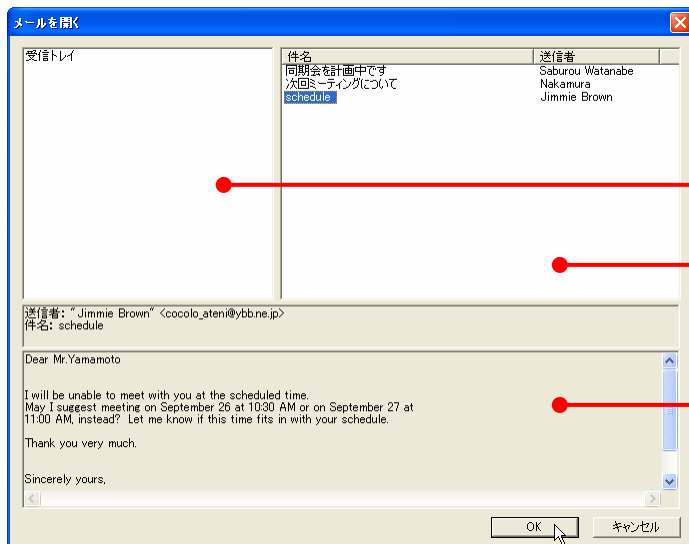 メールを開く
受信トレイ
件名 送信者
同期会を計画中です Saburou Watanabe
次回ミーティングについて Nakamura
schedule Jimmie Brown
送信者: "Jimmie Brown" <cocolo_ateni@ybb.ne.jp>
件名: schedule
Dear Mr.Yamamoto
I will be unable to meet with you at the scheduled time.
May I suggest meeting on September 26 at 10:30 AM or on September 27 at
11:00 AM, instead? Let me know if this time fits in with your schedule.
Thank you very much.
Sincerely yours,
OK キャンセル